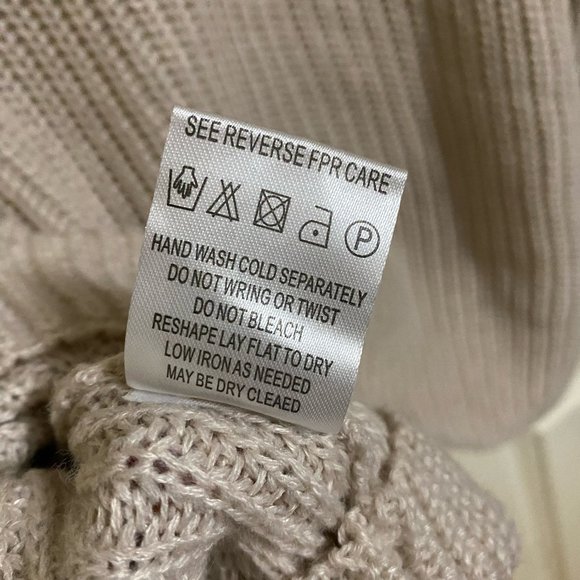 SEE REVERSE FPR CARE
P
HAND WASH COLD SEPARATELY
DO NOT WRING OR TWIST
DO NOT BLEACH
RESHAPE LAY FLAT TO DRY
LOW IRON AS NEEDED
MAY BE DRY CLEAED